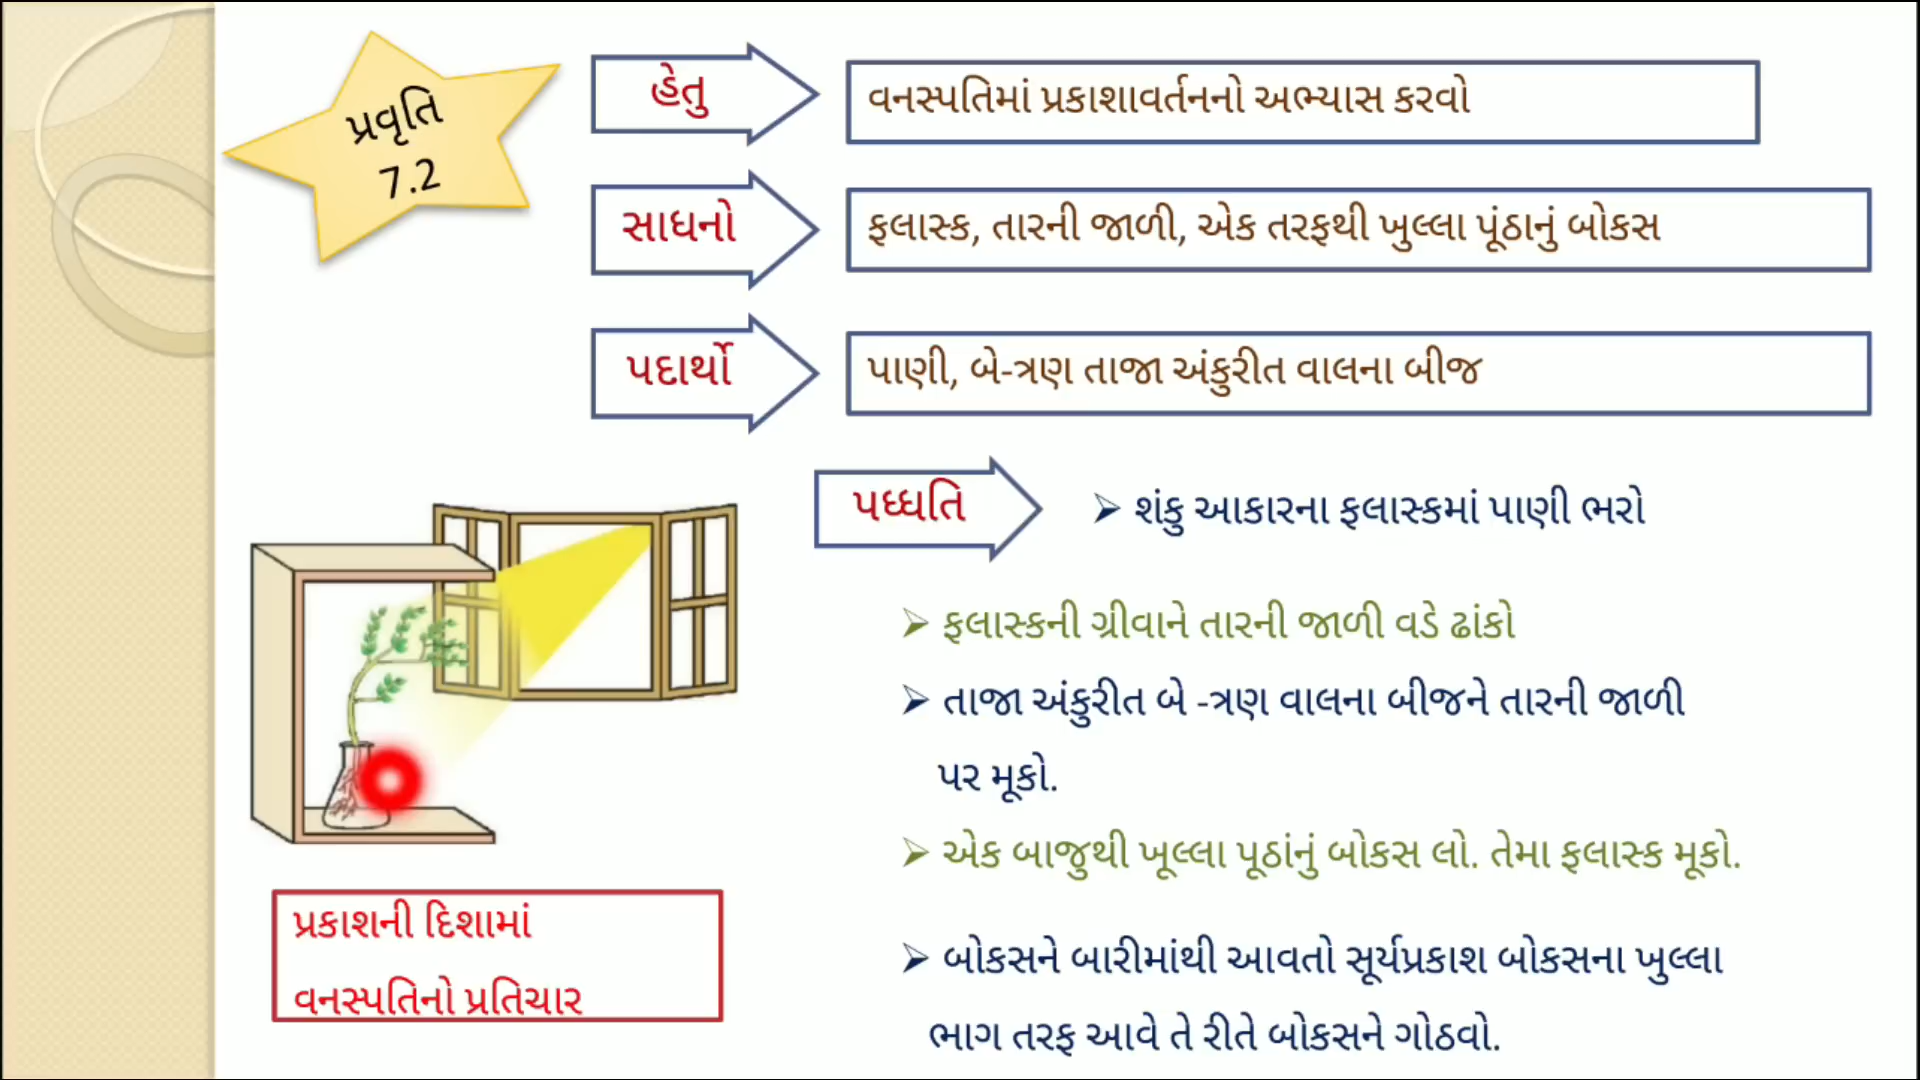 પ્રવૃતિ
7.2
હેતુ
વનસ્પતિમાં પ્રકાશાવર્તનનો અભ્યાસ કરવો
સાધનો
ફલાસ્ક, તારની જાળી, એક તરફથી ખુલ્લા પૂંઠાનું બોકસ
પદાર્થો
પાણી, બે-ત્રણ તાજા અંકુરીત વાલના બીજ
પધ્ધતિ
➢ શંકુ આકારના ફલાસ્કમાં પાણી ભરો
➢ ફલાસ્કની ગ્રીવાને તારની જાળી વડે ઢાંકો
➢ તાજા અંકુરીત બે -ત્રણ વાલના બીજને તારની જાળી
પર મૂકો.
➢ એક બાજુથી ખૂલ્લા પૂઠાંનું બોકસ લો. તેમા ફલાસ્ક મૂકો.
➢ બોકસને બારીમાંથી આવતો સૂર્યપ્રકાશ બોકસના ખુલ્લા
ભાગ તરફ આવે તે રીતે બોકસને ગોઠવો.
પ્રકાશની દિશામાં
વનસ્પતિનો પ્રતિચાર